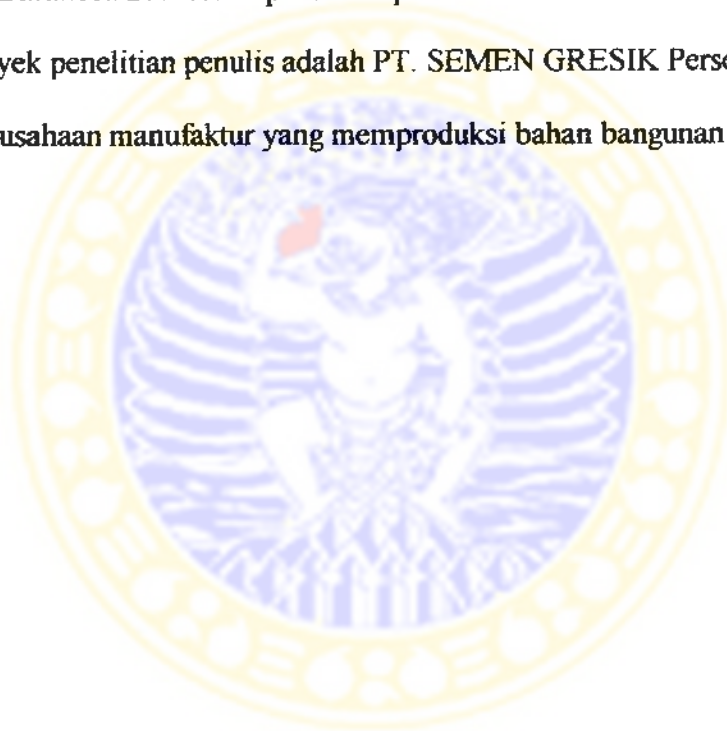 yek penelitian penulis adalah PT. SEMEN GRESIK Perse
usahaan manufaktur yang memproduksi bahan bangunan